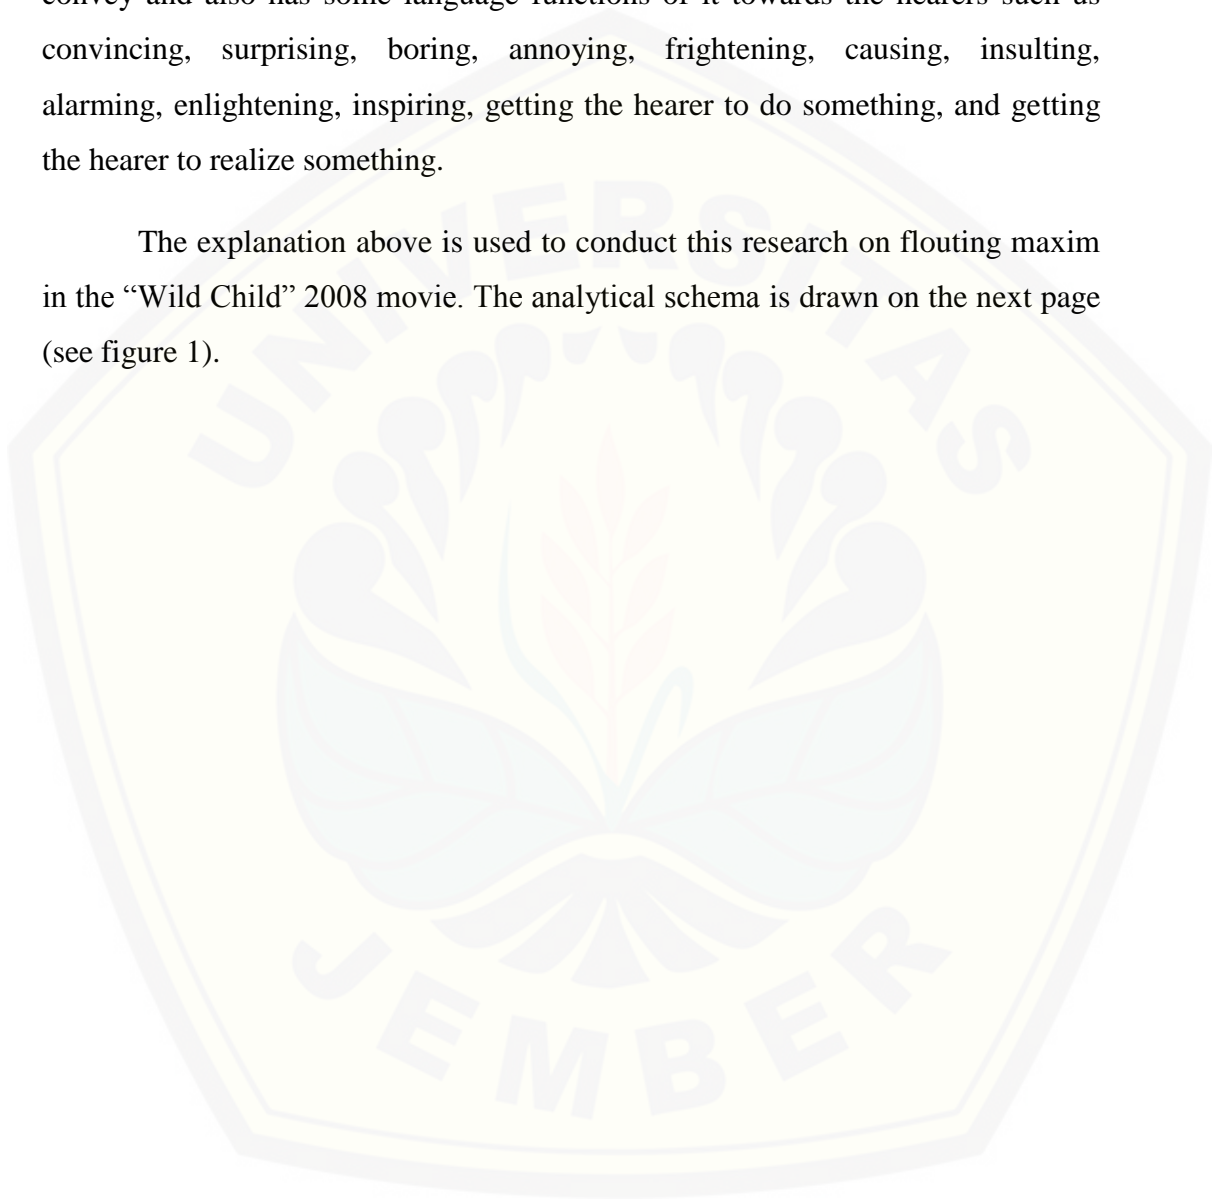 convey and also has some language functions of it towards the hearers such us
convincing, surprising, boring, annoying, frightening, causing, insulting,
alarming, enlightening, inspiring, getting the hearer to do something, and getting
the hearer to realize something.
The explanation above is used to conduct this research on flouting maxim
in the “Wild Child” 2008 movie. The analytical schema is drawn on the next page
(see figure 1).
UNIVERSITAS
JEMBER